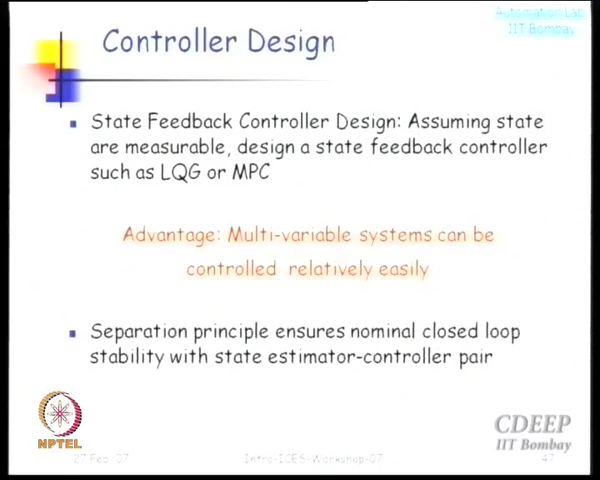 Automation Lab
IIT Bombay
Controller Design
State Feedback Controller Design: Assuming state
are measurable, design a state feedback controller
such as LQG or MPC
Advantage: Multi-variable systems can be
controlled relatively easily
Separation principle ensures nominal closed loop
stability with state estimator-controller pair
NPTEL
CDEEP
IIT Bombay
27 Feb. 07
Intro-ICES-Workshop-07
47